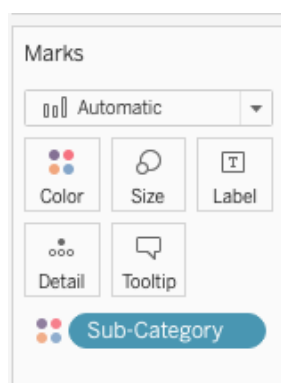 Marks
Automatic
Color Size Label
T
Detail Tooltip
Sub-Category